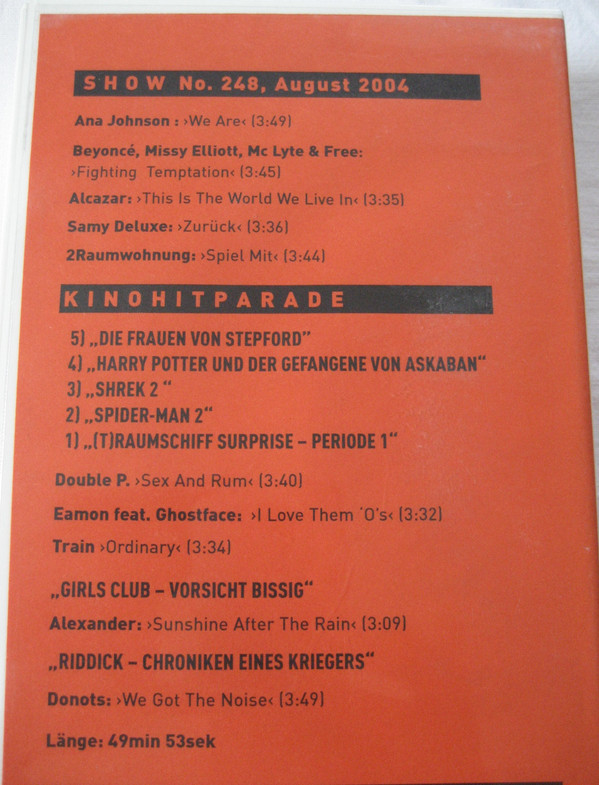 SHOW No. 248, August 2004
Ana Johnson : ›We Are‹ (3:49)
Beyoncé, Missy Elliott, Mc Lyte & Free:
›Fighting Temptation‹ (3:45)
Alcazar: ›This Is The World We Live In‹ (3:35)
Samy Deluxe: ›Zurück‹ (3:36)
2Raumwohnung: ›Spiel Mit‹ (3:44)
KINOHITPARADE
5) „DIE FRAUEN VON STEPFORD”
4) „HARRY POTTER UND DER GEFANGENE VON ASKABAN“
3) „SHREK 2 “
2) „SPIDER-MAN 2“
1) „(T)RAUMSCHIFF SURPRISE – PERIODE 1“
Double P. ›Sex And Rum‹ (3:40)
Eamon feat. Ghostface: ›I Love Them ‘O’s‹ (3:32)
Train ›Ordinary‹ (3:34)
„GIRLS CLUB – VORSICHT BISSIG“
Alexander: ›Sunshine After The Rain‹ (3:09)
„RIDDICK – CHRONIKEN EINES KRIEGERS“
Donots: ›We Got The Noise‹ (3:49)
Länge: 49min 53sek